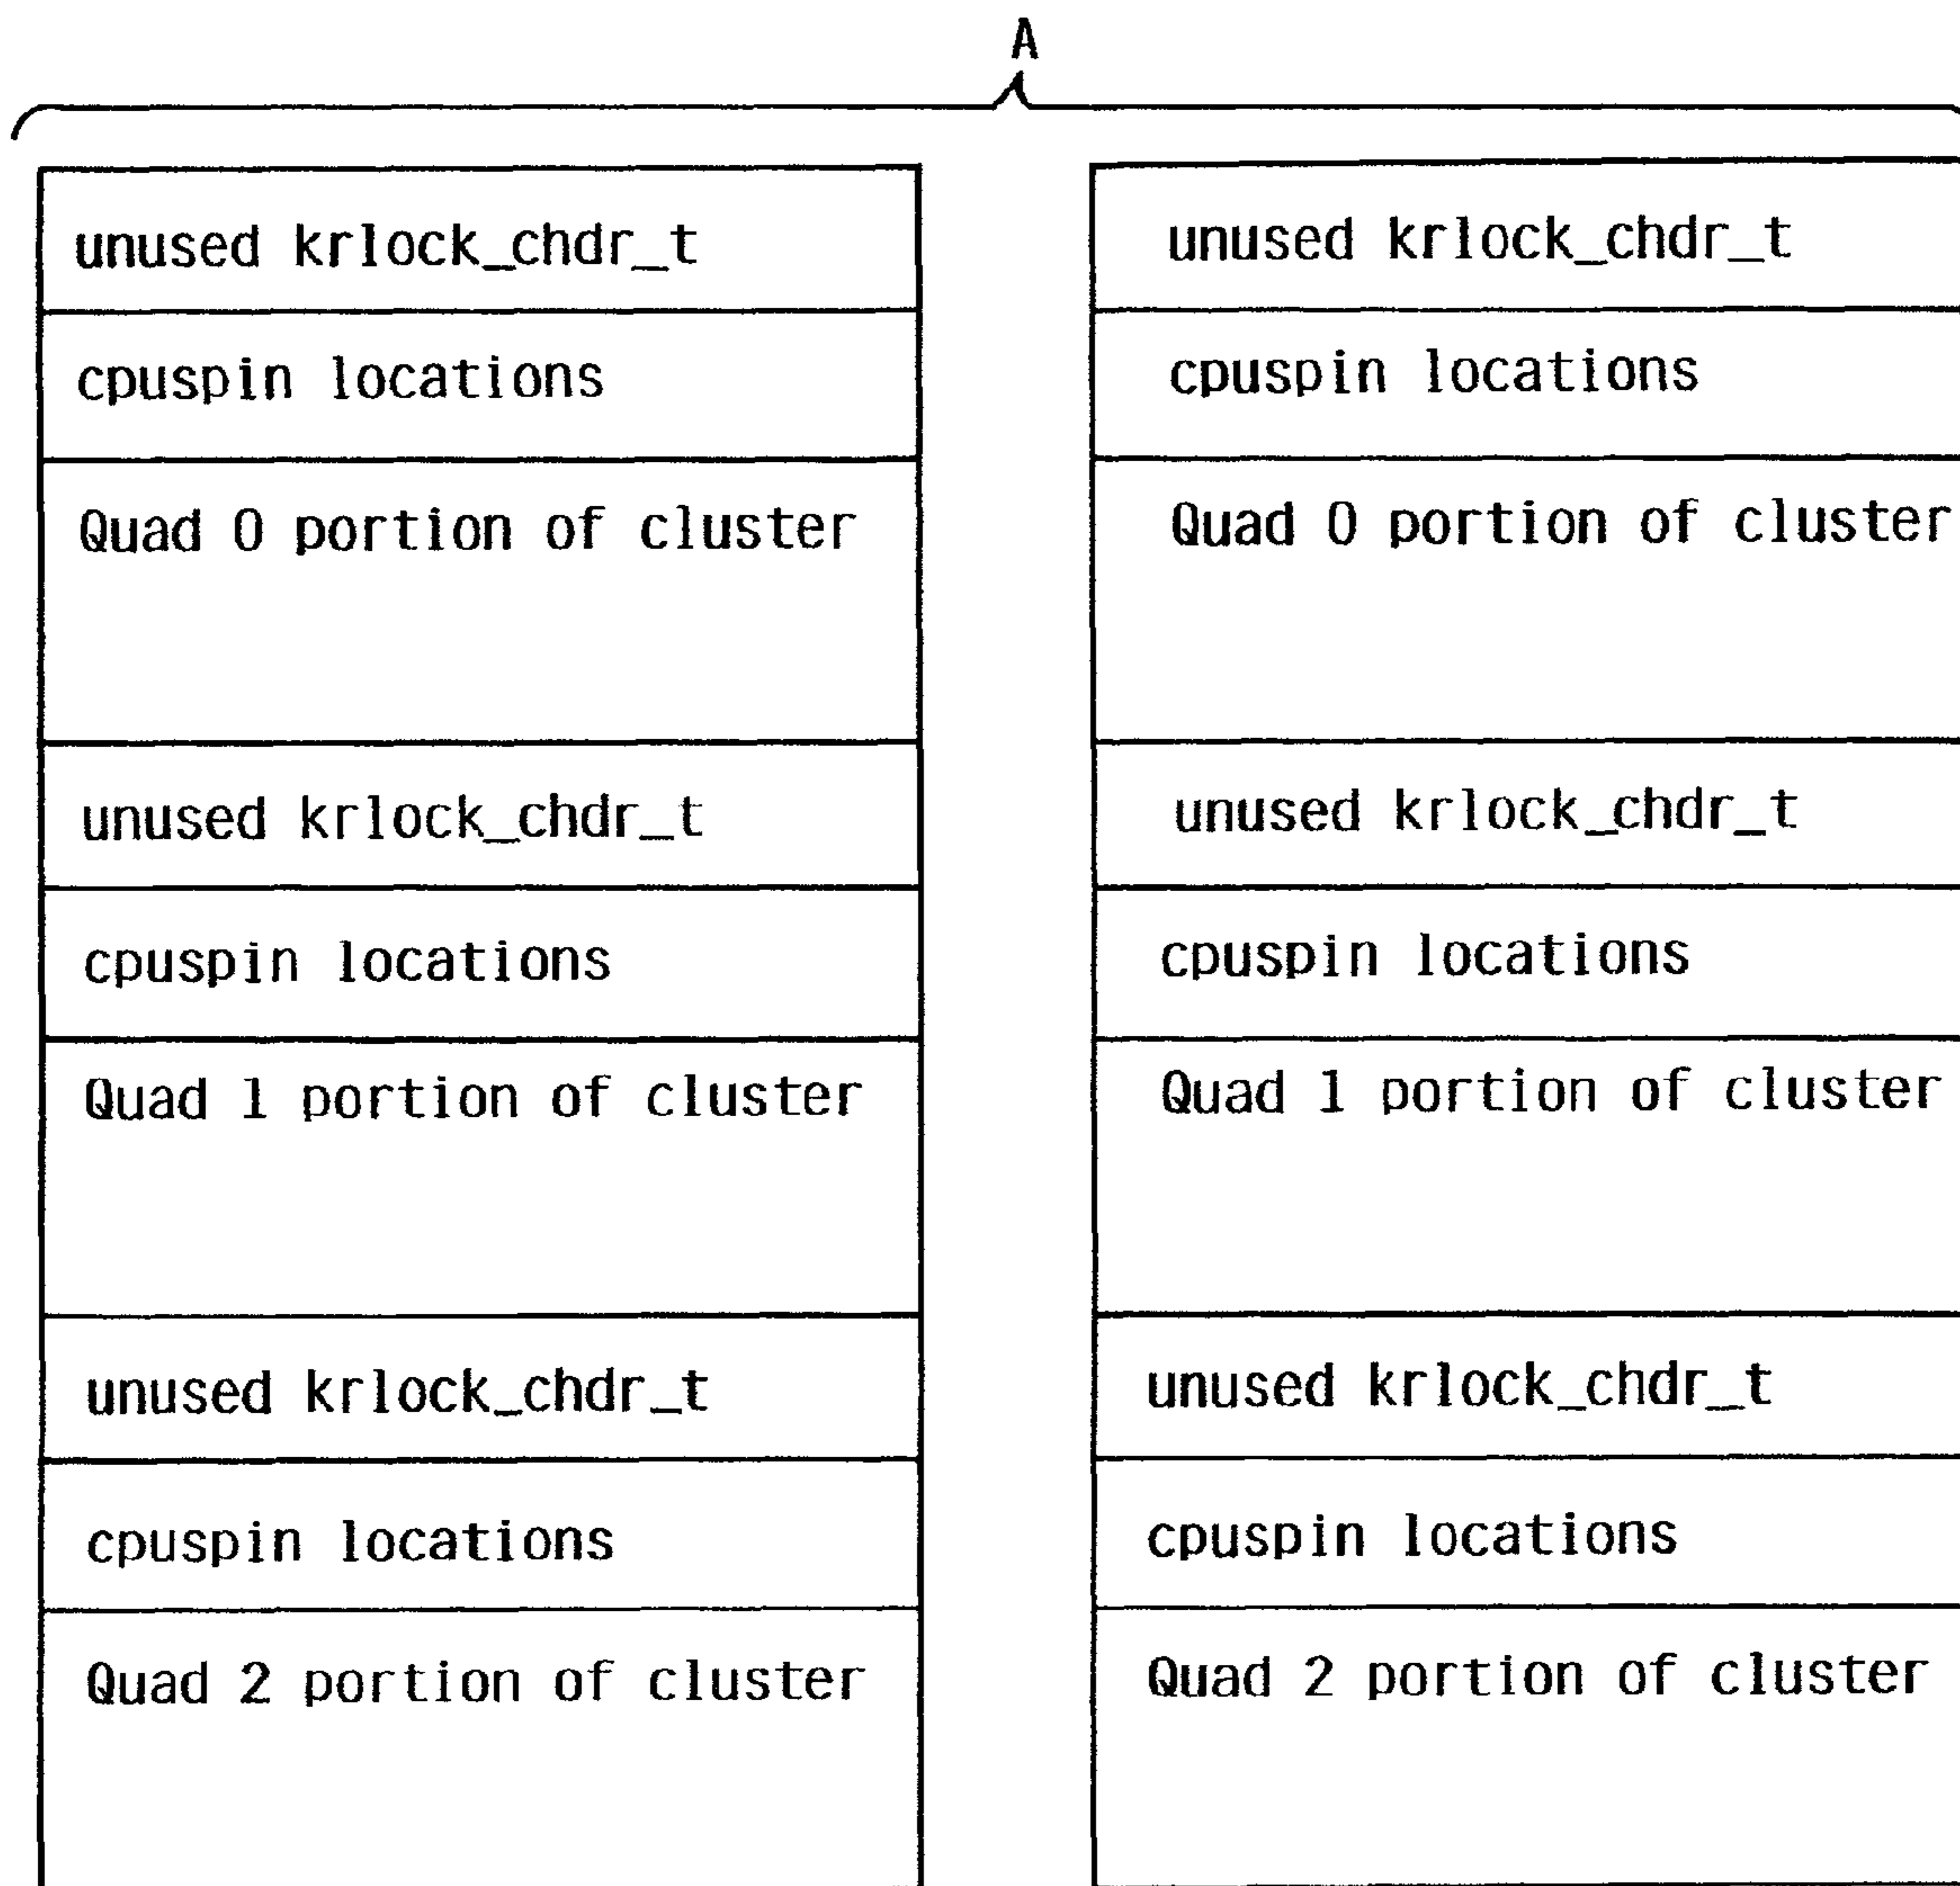 A
unused krlock_chdr_t
cpuspin locations
Quad 0 portion of cluster
unused krlock_chdr_t
cpuspin locations
Quad 1 portion of cluster
unused krlock_chdr_t
cpuspin locations
Quad 2 portion of cluster
unused krlock_chdr_t
cpuspin locations
Quad 0 portion of cluster
unused krlock_chdr_t
cpuspin locations
Quad 1 portion of cluster
unused krlock_chdr_t
cpuspin locations
Quad 2 portion of cluster